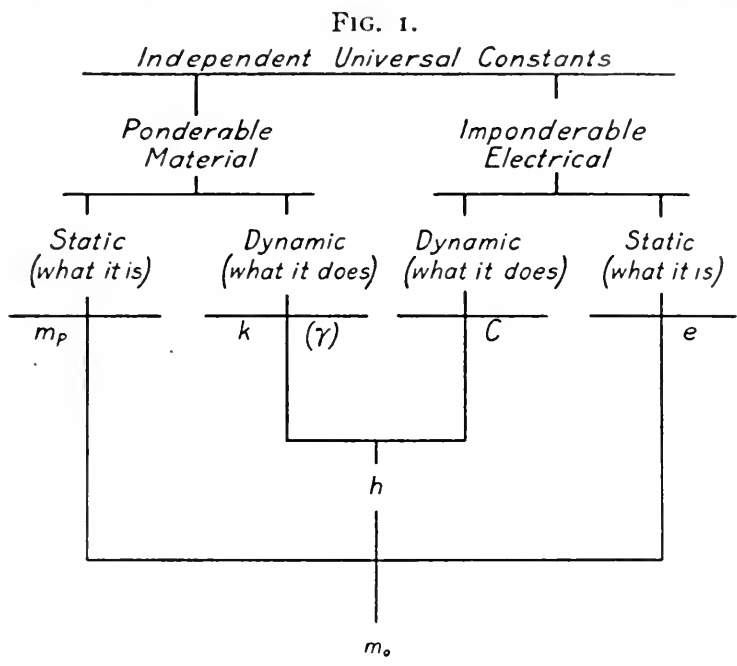 FIG. 1.
Independent Universal Constants
Ponderable
Material
Imponderable
Electrical
Static
(what it is)
Dynamic
(what it does)
Dynamic
(what it does)
Static
(what it is)
mₚ
k (γ)
C
e
h
m₀